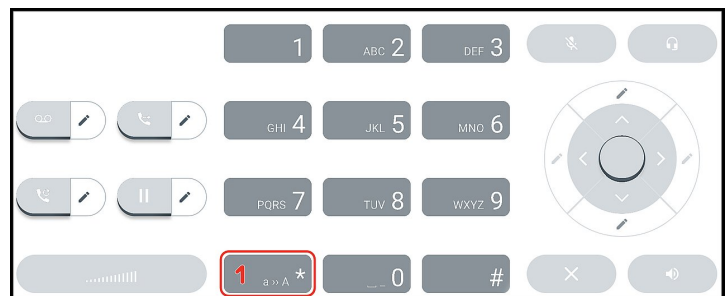 1
ABC 2
DEF 3
GHI 4
JKL 5
MNO 6
PQRS 7
TUV 8
WXYZ 9
1 a ›› A *
_ 0
#